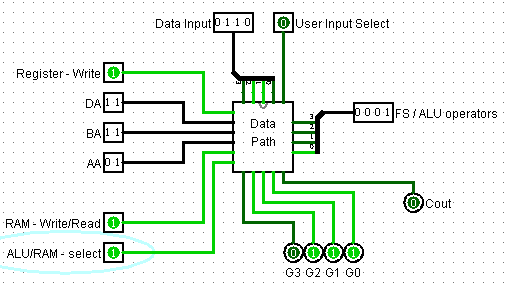 Data Input 0 1 1 0
0 User Input Select
Register - Write 1
DA 1 1
BA 1 1
AA 0 1
Data
Path
3
2
1
0
0 0 0 1 FS / ALU operators
RAM - Write/Read 1
ALU/RAM - select 1
0 Cout
0 1 1 1
G3 G2 G1 G0